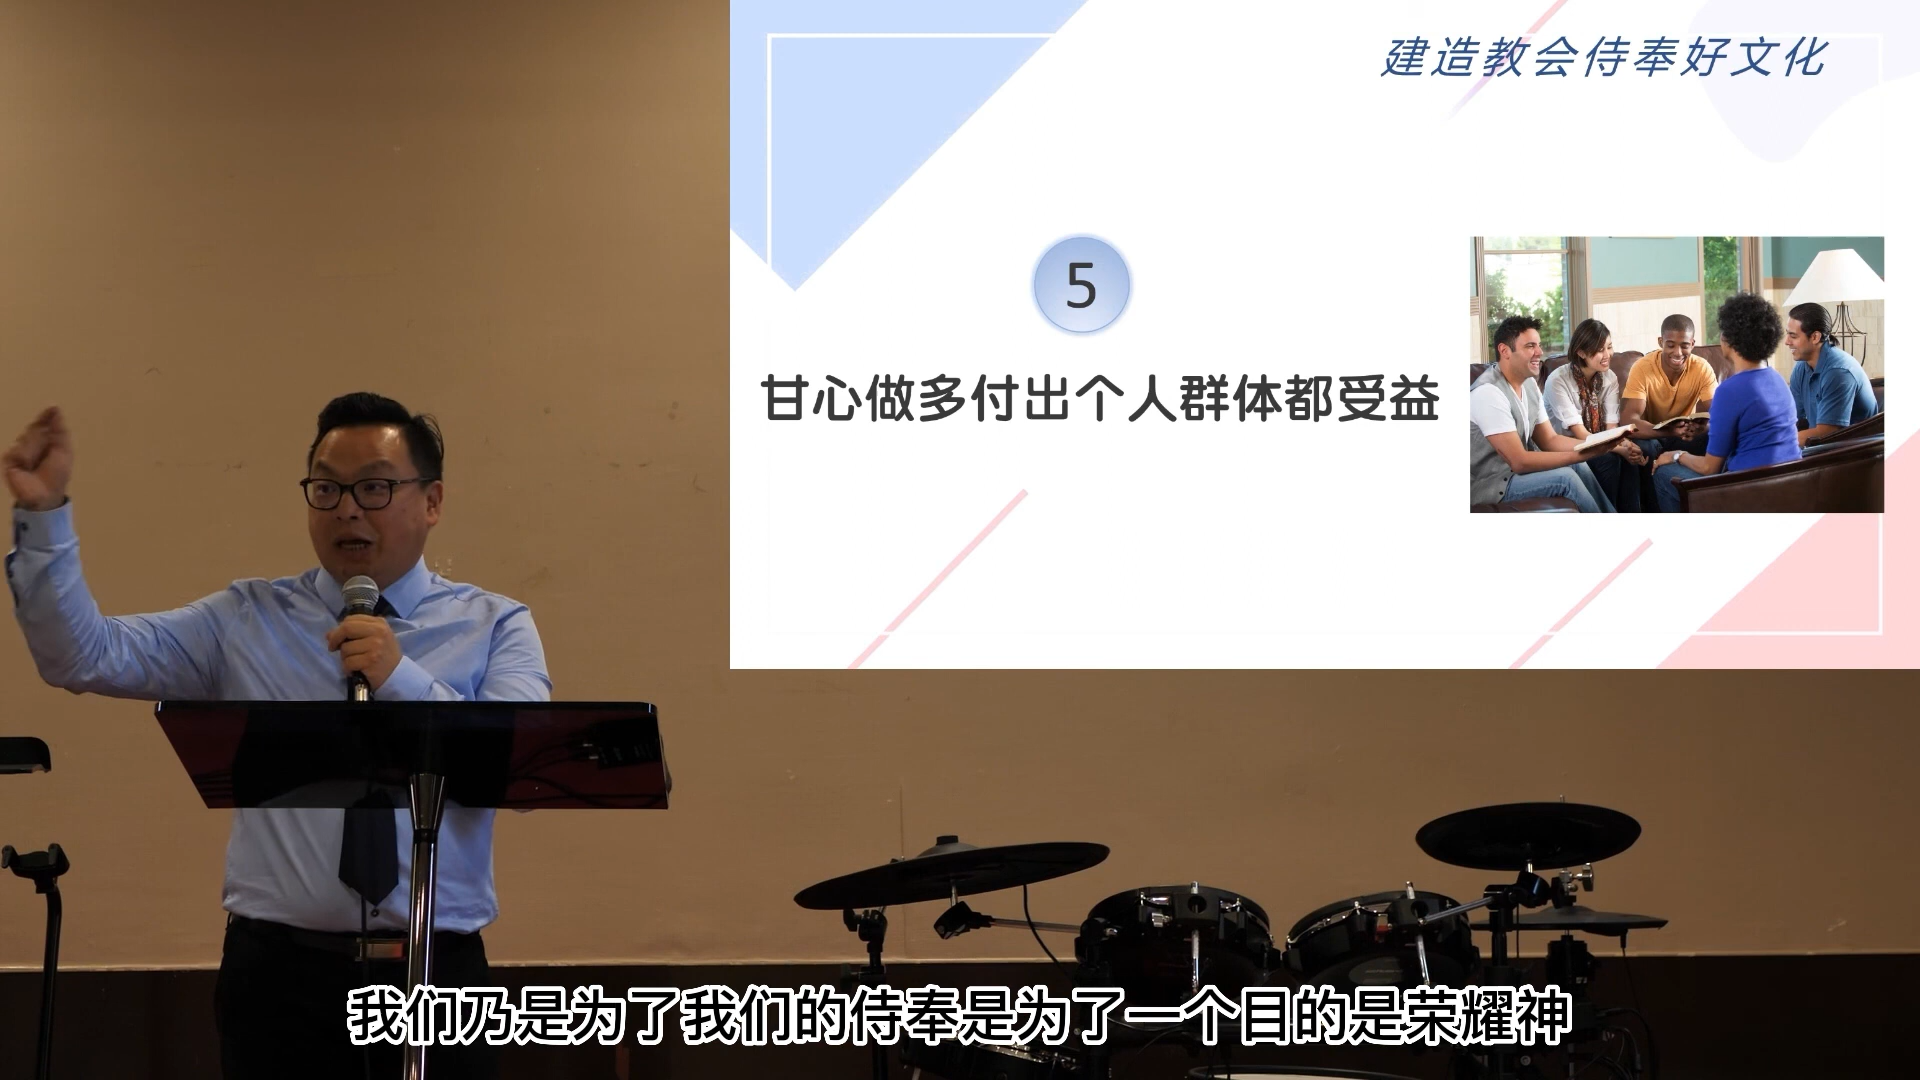 建造教会侍奉好文化
5
甘心做多付出个人群体都受益
我们乃是为了我们的侍奉是为了一个目的是荣耀神